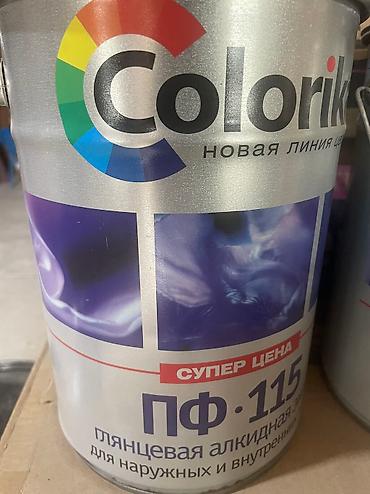 Colorik
НОВАЯ ЛИНИЯ
СУПЕР ЦЕНА
ПФ·115
глянцевая алкидная
для наружных и внутренних